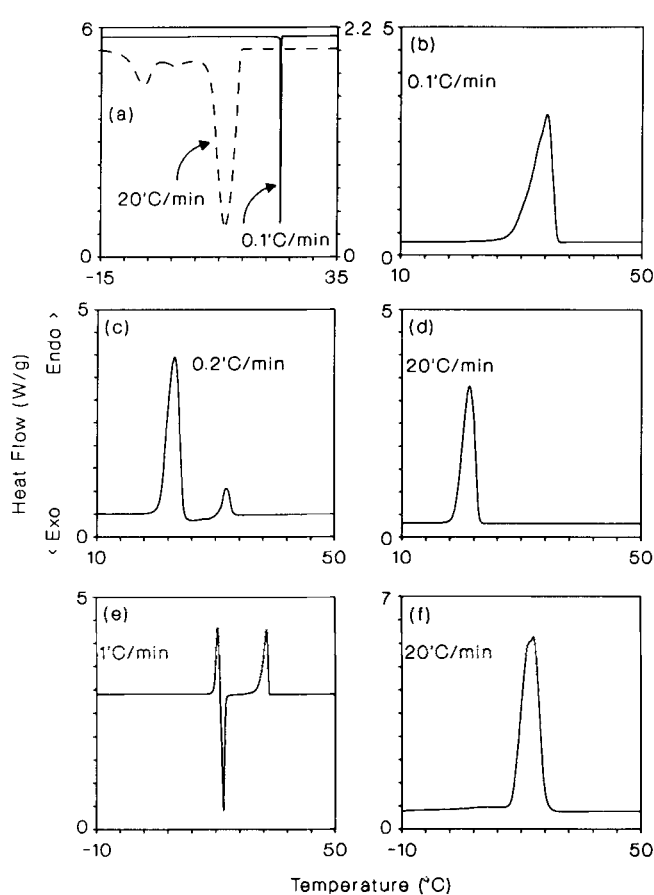 6
2.2
(a)
20'C/min
0.1'C/min
0
0
-15
35
5
(b)
0.1'C/min
0
10
50
5
(c)
0.2'C/min
0
10
50
5
(d)
20'C/min
0
10
50
5
(e)
1'C/min
0
-10
50
7
(f)
20'C/min
0
-10
50
Heat Flow (W/g)
< Exo
Endo >
Temperature (°C)